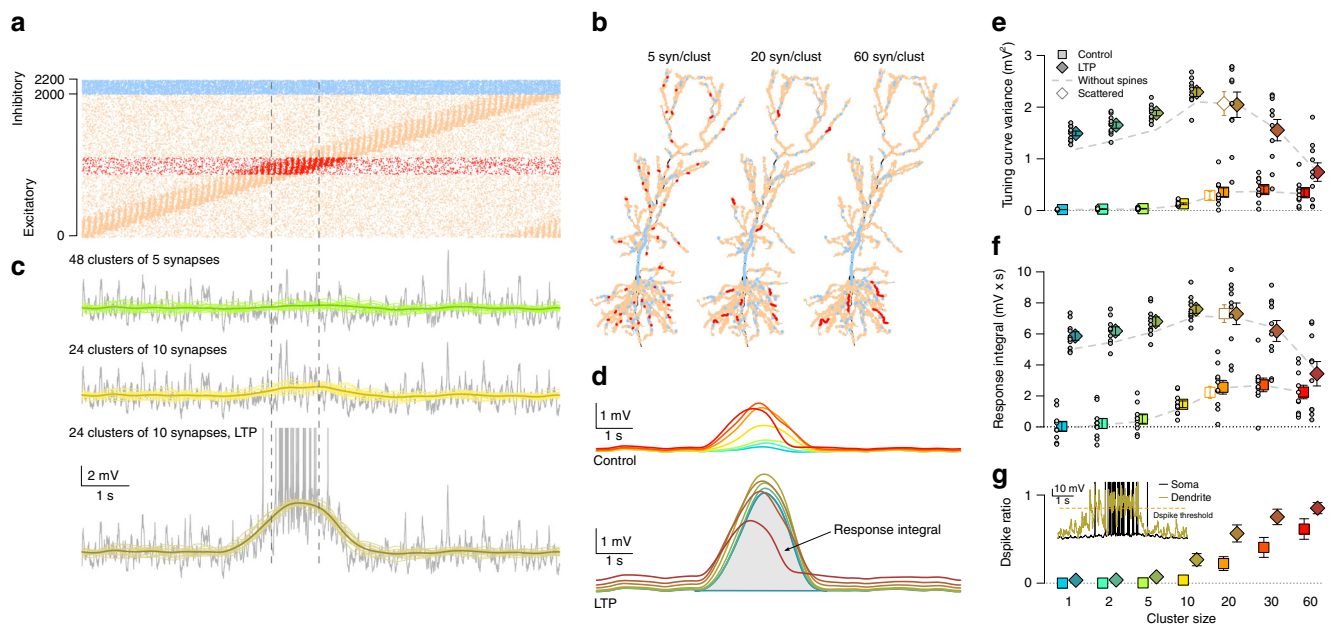 a
2200
2000
Inhibitory
Excitatory
0
b
5 syn/clust
20 syn/clust
60 syn/clust
c
48 clusters of 5 synapses
24 clusters of 10 synapses
24 clusters of 10 synapses, LTP
2 mV
1 s
d
1 mV
1 s
Control
1 mV
1 s
Response integral
LTP
e
Tuning curve variance (mV²)
3
2
1
0
Control
LTP
Without spines
Scattered
f
Response integral (mV x s)
10
8
6
4
2
0
g
Dspike ratio
1
0
10 mV
1 s
Soma
Dendrite
Dspike threshold
1
2
5
10
20
30
60
Cluster size